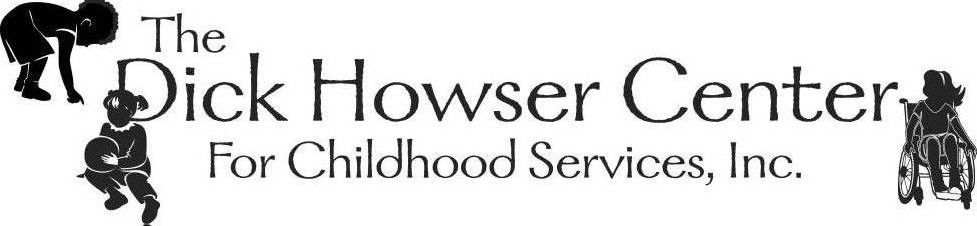 The
Dick Howser Center
For Childhood Services, Inc.